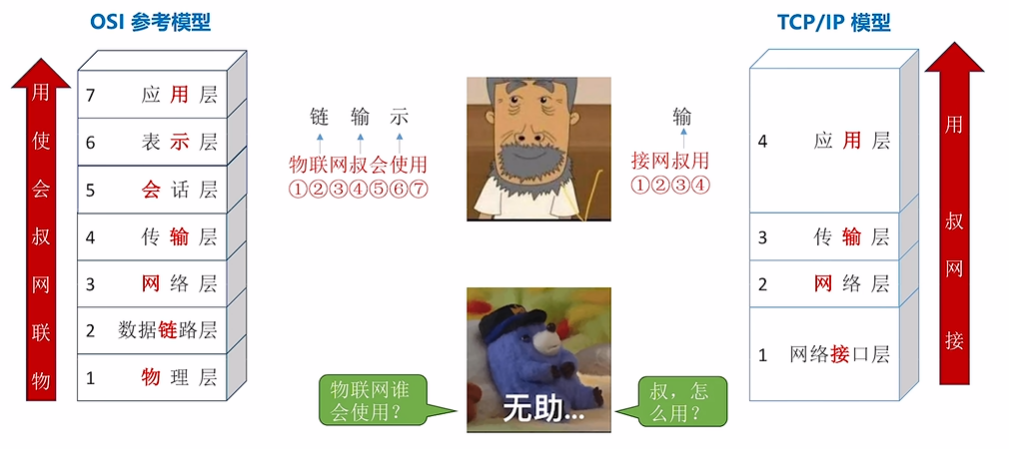 OSI 参考模型
用
使
会
叔
网
联
物
7 应用层
6 表示层
5 会话层
4 传输层
3 网络层
2 数据链路层
1 物理层
链 输 示
物联网叔会使用
①②③④⑤⑥⑦
物联网谁
会使用？
无助...
输
接网叔用
①②③④
叔，怎
么用？
TCP/IP 模型
4 应用层
3 传输层
2 网络层
1 网络接口层
用
叔
网
接